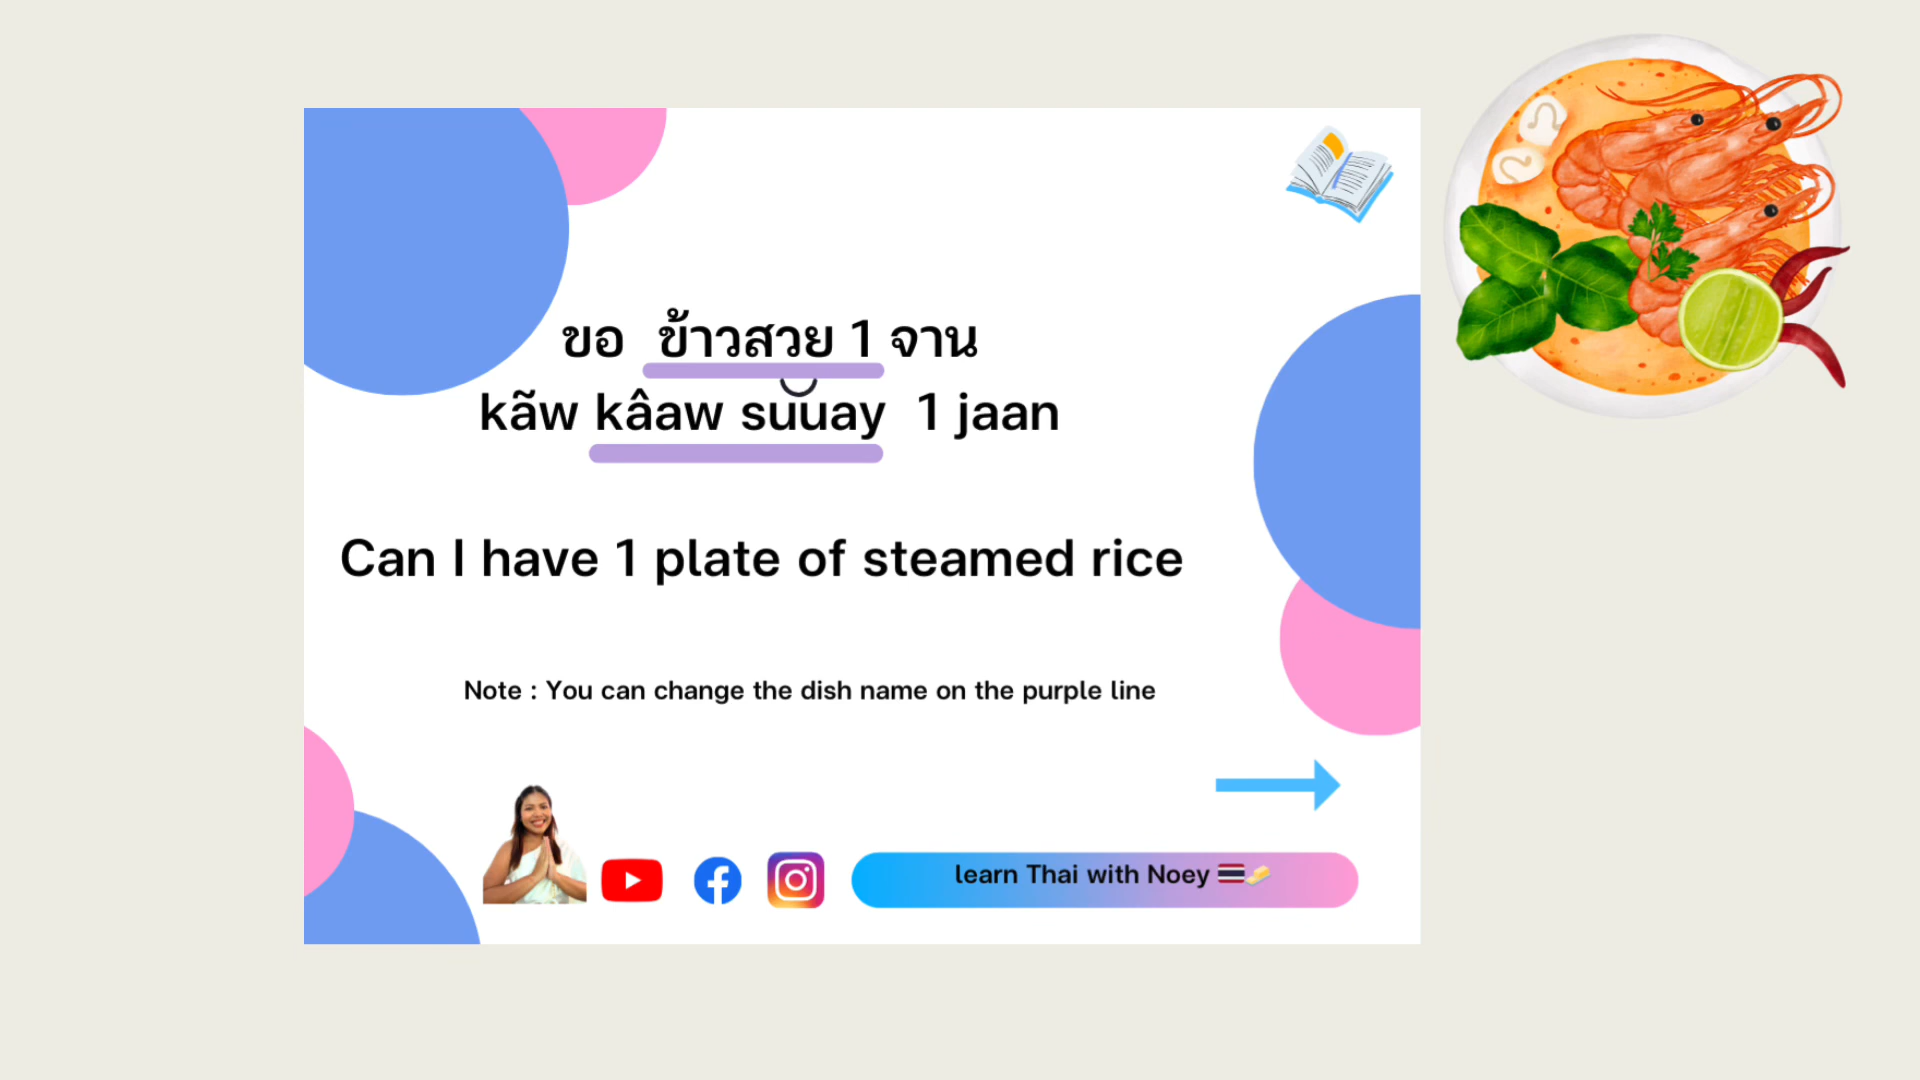 ขอ ข้าวสวย 1 จาน
kãw kâaw sŭuay 1 jaan
Can I have 1 plate of steamed rice
Note : You can change the dish name on the purple line
learn Thai with Noey